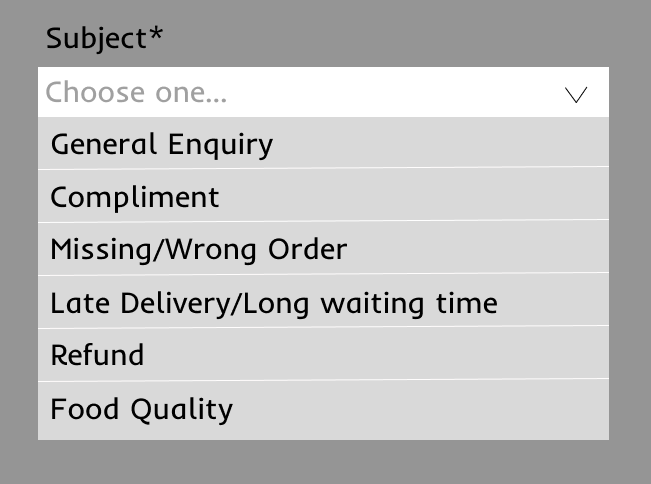 Subject*
Choose one...
General Enquiry
Compliment
Missing/Wrong Order
Late Delivery/Long waiting time
Refund
Food Quality